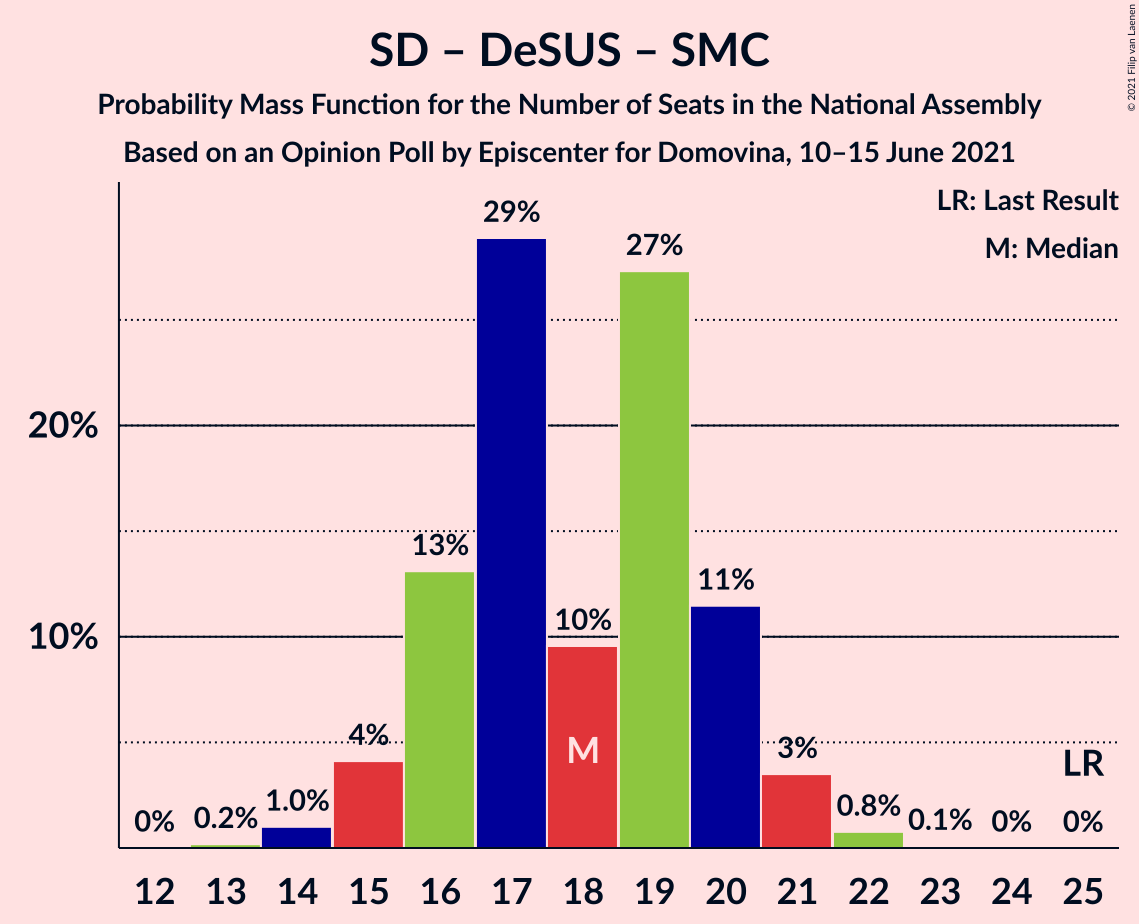 SD – DeSUS – SMC
Probability Mass Function for the Number of Seats in the National Assembly
Based on an Opinion Poll by Episcenter for Domovina, 10–15 June 2021
© 2021 Filip van Laenen
LR: Last Result
M: Median
29%
27%
20%
13%
11%
10%
10%
4%
3%
M
LR
0%
0.2%
1.0%
0.8%
0.1%
0%
0%
12 13 14 15 16 17 18 19 20 21 22 23 24 25